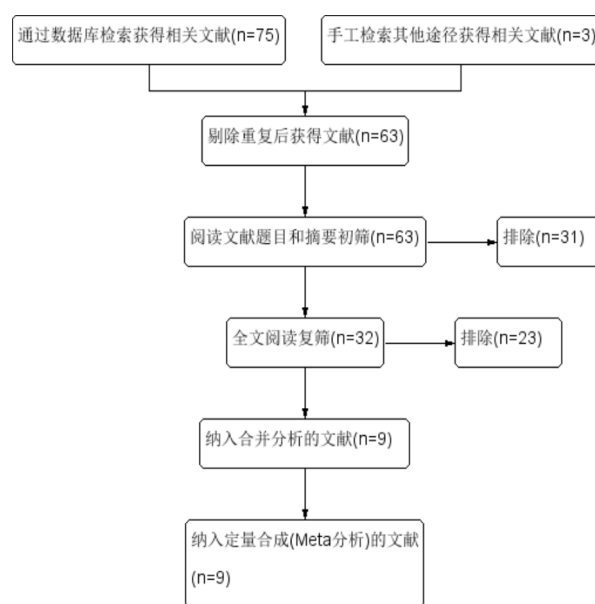 通过数据库检索获得相关文献(n=75)
手工检索其他途径获得相关文献(n=3)
剔除重复后获得文献(n=63)
阅读文献题目和摘要初筛(n=63)
排除(n=31)
全文阅读复筛(n=32)
排除(n=23)
纳入合并分析的文献(n=9)
纳入定量合成(Meta分析)的文献
(n=9)